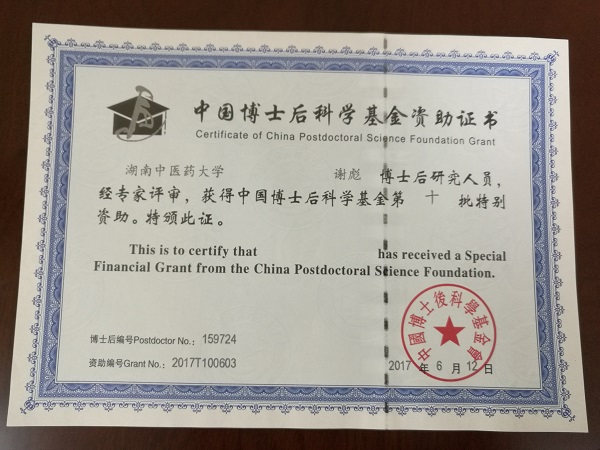 中国博士后科学基金资助证书
Certificate of China Postdoctoral Science Foundation Grant
湖南中医药大学 谢彪 博士后研究人员，
经专家评审，获得中国博士后科学基金第 十 批特别
资助。特颁此证。
This is to certify that has received a Special
Financial Grant from the China Postdoctoral Science Foundation.
中國博士後科學基金會
博士后编号Postdoctor No.： 159724
资助编号Grant No.： 2017T100603
2017 年 6 月 12 日